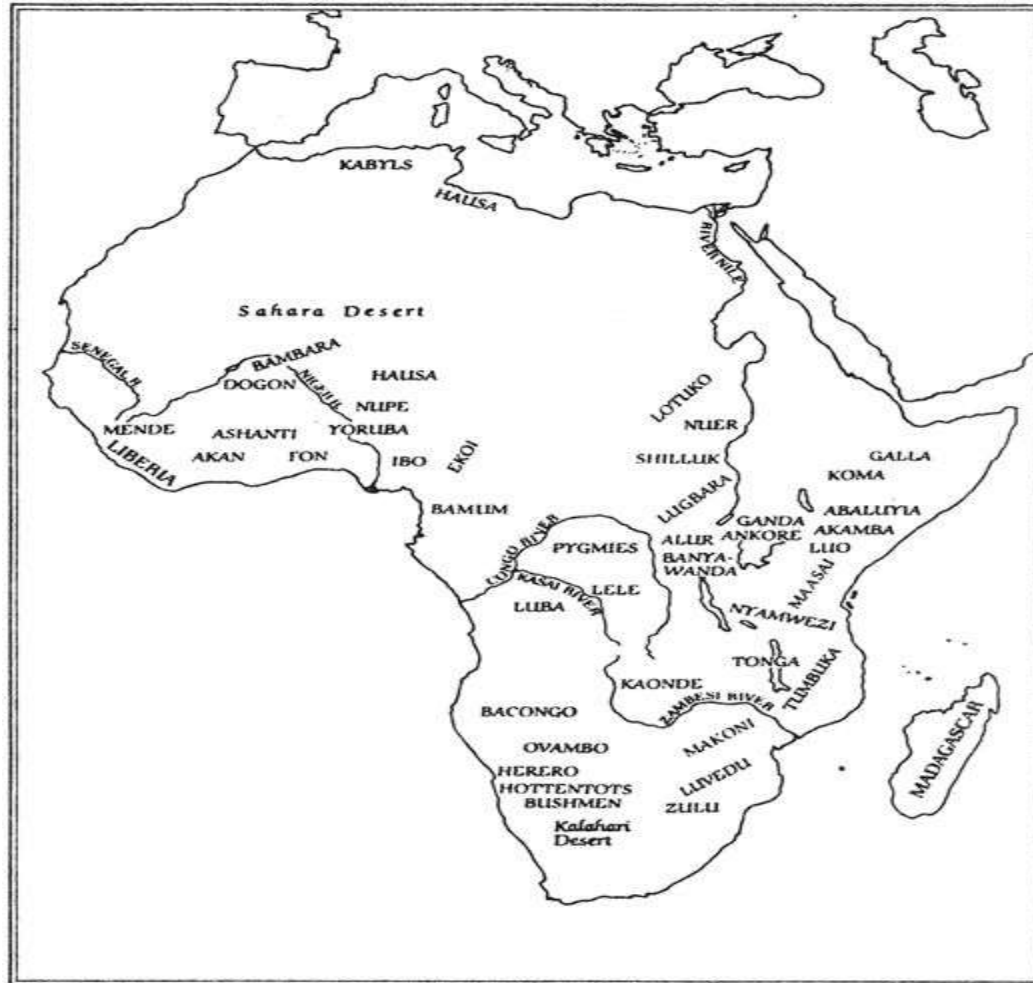 KABYLS
HAUSA
RIVER NILE
Sahara Desert
SENEGAL R.
BAMBARA
DOGON
NIGER R.
HAUSA
NUPE
MENDE
ASHANTI
YORUBA
LIBERIA
AKAN
FON
IBO
EKOI
BAMUM
LOTUKO
NUER
SHILLUK
LUGBARA
GALLA
KOMA
ABALUYIA
GANDA
AKAMBA
ANKORE
LUO
ALUR
BANYA-
WANDA
MAASAI
CONGO RIVER
PYGMIES
KASAI RIVER
LELE
LUBA
NYAMWEZI
TONGA
TUMBUKA
KAONDE
ZAMBESI RIVER
BACONGO
MAKONI
OVAMBO
HERERO
LUVEDU
HOTTENTOTS
BUSHMEN
ZULU
Kalahari
Desert
MADAGASCAR